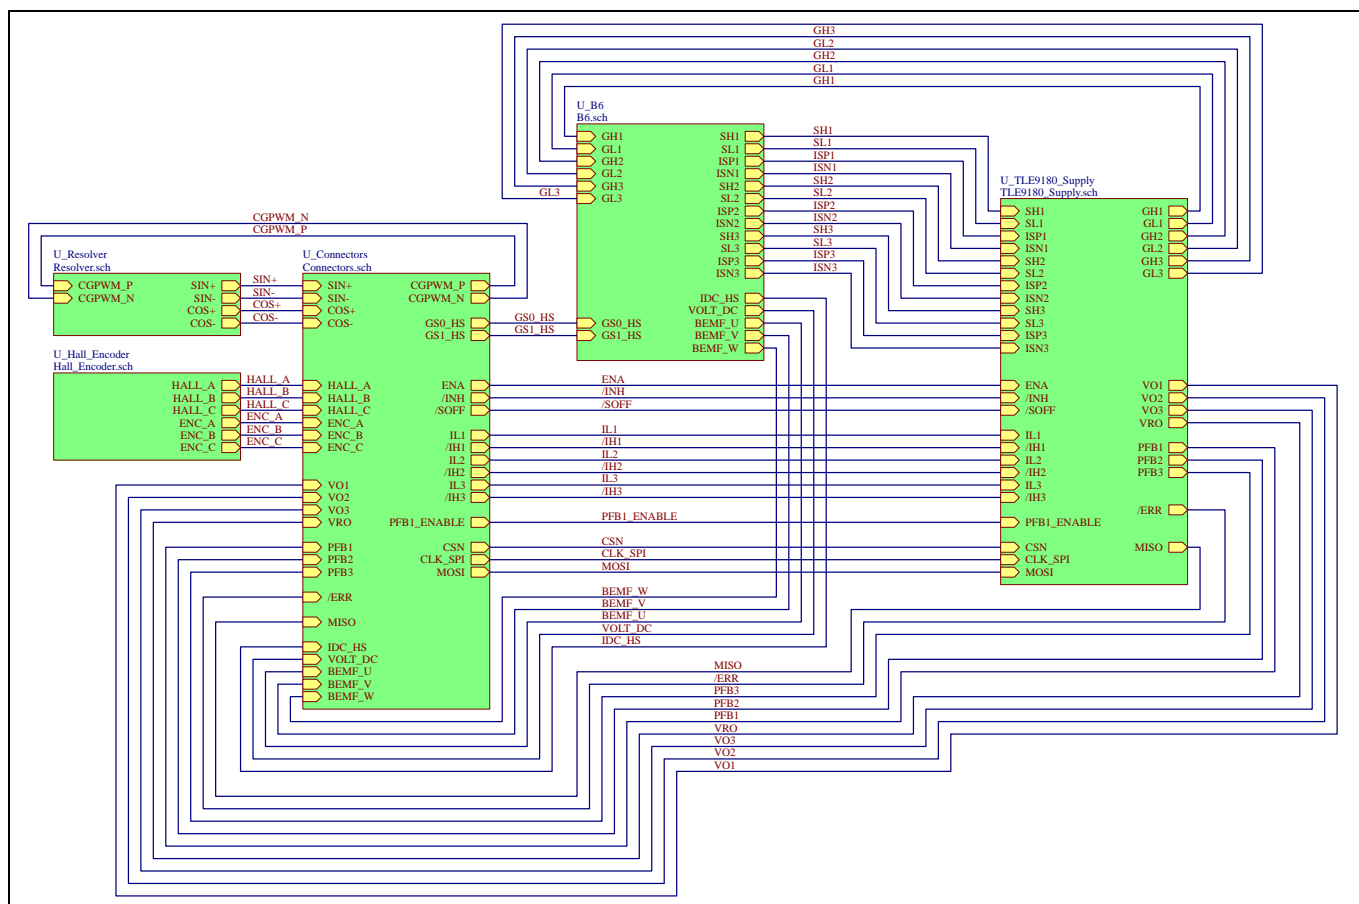 GH3
GL2
GH2
GL1
GH1
U_B6
B6.sch
GH1
GL1
GH2
GL2
GH3
GL3
GL3
SH1
SL1
ISP1
ISN1
SH2
SL2
ISP2
ISN2
SH3
SL3
ISP3
ISN3
IDC_HS
VOLT_DC
BEMF_U
BEMF_V
BEMF_W
GS0_HS
GS1_HS
SH1
SL1
ISP1
ISN1
SH2
SL2
ISP2
ISN2
SH3
SL3
ISP3
ISN3
U_TLE9180_Supply
TLE9180_Supply.sch
SH1
SL1
ISP1
ISN1
SH2
SL2
ISP2
ISN2
SH3
SL3
ISP3
ISN3
ENA
/INH
/SOFF
IL1
/IH1
IL2
/IH2
IL3
/IH3
PFB1_ENABLE
CSN
CLK_SPI
MOSI
GH1
GL1
GH2
GL2
GH3
GL3
VO1
VO2
VO3
VRO
PFB1
PFB2
PFB3
/ERR
MISO
CGPWM_N
CGPWM_P
U_Resolver
Resolver.sch
CGPWM_P
CGPWM_N
SIN+
SIN-
COS+
COS-
SIN+
SIN-
COS+
COS-
U_Hall_Encoder
Hall_Encoder.sch
HALL_A
HALL_B
HALL_C
ENC_A
ENC_B
ENC_C
HALL_A
HALL_B
HALL_C
ENC_A
ENC_B
ENC_C
U_Connectors
Connectors.sch
SIN+
SIN-
COS+
COS-
HALL_A
HALL_B
HALL_C
ENC_A
ENC_B
ENC_C
VO1
VO2
VO3
VRO
PFB1
PFB2
PFB3
/ERR
MISO
IDC_HS
VOLT_DC
BEMF_U
BEMF_V
BEMF_W
CGPWM_P
CGPWM_N
GS0_HS
GS1_HS
ENA
/INH
/SOFF
IL1
/IH1
IL2
/IH2
IL3
/IH3
PFB1_ENABLE
CSN
CLK_SPI
MOSI
GS0_HS
GS1_HS
ENA
/INH
/SOFF
IL1
/IH1
IL2
/IH2
IL3
/IH3
PFB1_ENABLE
CSN
CLK_SPI
MOSI
BEMF_W
BEMF_V
BEMF_U
VOLT_DC
IDC_HS
MISO
/ERR
PFB3
PFB2
PFB1
VRO
VO3
VO2
VO1